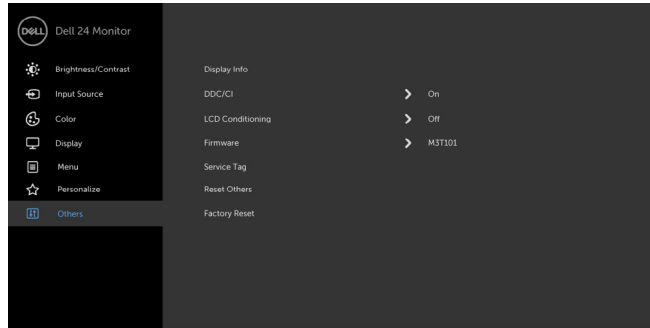 DELL Dell 24 Monitor
Brightness/Contrast Display Info
Input Source DDC/CI On
Color LCD Conditioning Off
Display Firmware M3T101
Menu Service Tag
Personalize Reset Others
Others Factory Reset